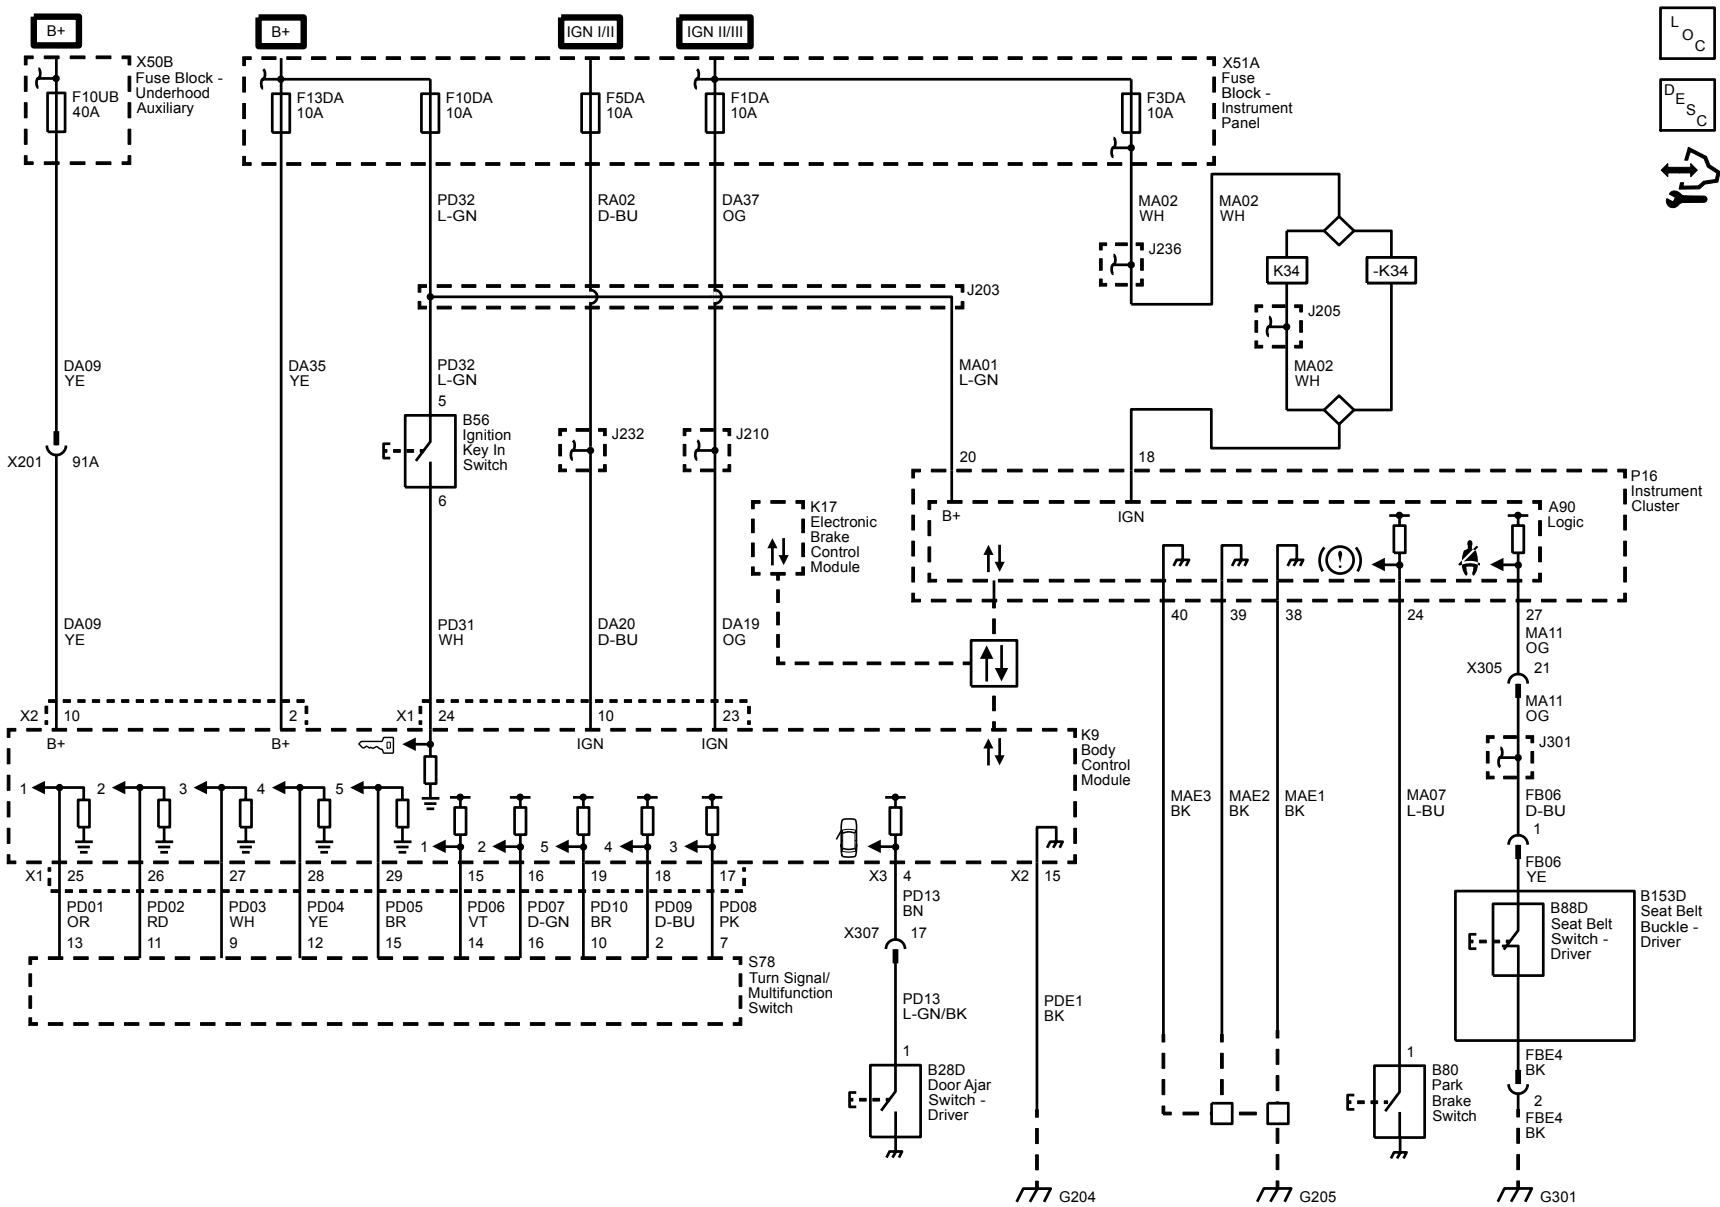 B+
B+
IGN I/II
IGN II/III
L
O
C
D
E
S
C
X50B
Fuse Block -
Underhood
Auxiliary
F10UB
40A
F13DA
10A
F10DA
10A
F5DA
10A
F1DA
10A
F3DA
10A
X51A
Fuse
Block -
Instrument
Panel
PD32
L-GN
RA02
D-BU
DA37
OG
MA02
WH
MA02
WH
J236
K34
-K34
J203
J205
DA09
YE
DA35
YE
PD32
L-GN
MA01
L-GN
MA02
WH
5
B56
Ignition
Key In
Switch
6
J232
J210
X201
91A
20
18
P16
Instrument
Cluster
K17
Electronic
Brake
Control
Module
B+
IGN
A90
Logic
40
39
38
24
27
DA09
YE
PD31
WH
DA20
D-BU
DA19
OG
MA11
OG
X305
21
MA11
OG
X2
10
2
X1
24
10
23
B+
B+
IGN
IGN
K9
Body
Control
Module
J301
1
2
3
4
5
1
2
5
4
3
MAE3
BK
MAE2
BK
MAE1
BK
MA07
L-BU
FB06
D-BU
1
FB06
YE
X1
25
26
27
28
29
15
16
19
18
17
X3
4
X2
15
PD01
OR
PD02
RD
PD03
WH
PD04
YE
PD05
BR
PD06
VT
PD07
D-GN
PD10
BR
PD09
D-BU
PD08
PK
PD13
BN
13
11
9
12
15
14
16
10
2
7
X307
17
B88D
Seat Belt
Switch -
Driver
B153D
Seat Belt
Buckle -
Driver
S78
Turn Signal/
Multifunction
Switch
PD13
L-GN/BK
PDE1
BK
1
B28D
Door Ajar
Switch -
Driver
1
B80
Park
Brake
Switch
FBE4
BK
2
FBE4
BK
G204
G205
G301